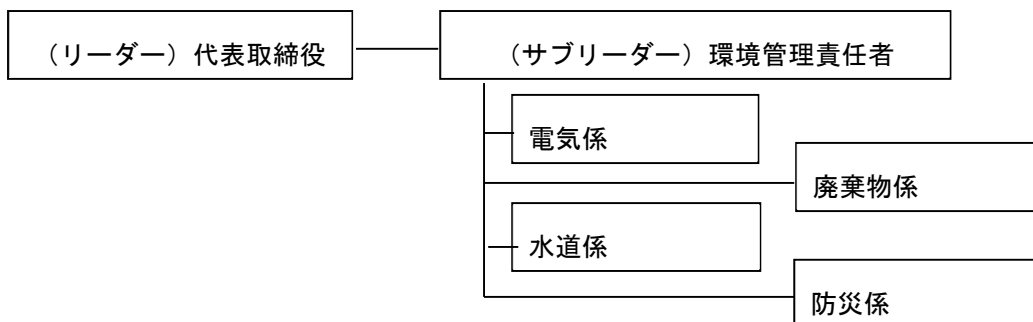 （リーダー）代表取締役
（サブリーダー）環境管理責任者
電気係
廃棄物係
水道係
防災係